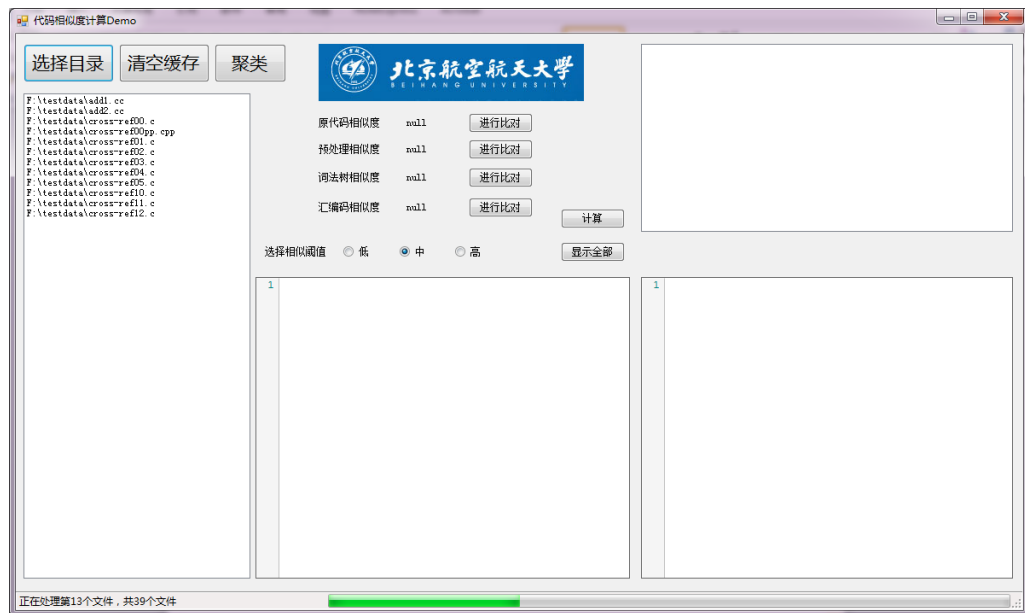 代码相似度计算Demo
选择目录 清空缓存 聚类
北京航空航天大學
BEIHANG UNIVERSITY
F:\testdata\add1.cc
F:\testdata\add2.cc
F:\testdata\cross-ref00.c
F:\testdata\cross-ref00pp.cpp
F:\testdata\cross-ref01.c
F:\testdata\cross-ref02.c
F:\testdata\cross-ref03.c
F:\testdata\cross-ref04.c
F:\testdata\cross-ref05.c
F:\testdata\cross-ref10.c
F:\testdata\cross-ref11.c
F:\testdata\cross-ref12.c
原代码相似度 null 进行比对
预处理相似度 null 进行比对
词法树相似度 null 进行比对
汇编码相似度 null 进行比对
计算
选择相似阈值 低 中 高 显示全部
1
1
正在处理第13个文件，共39个文件